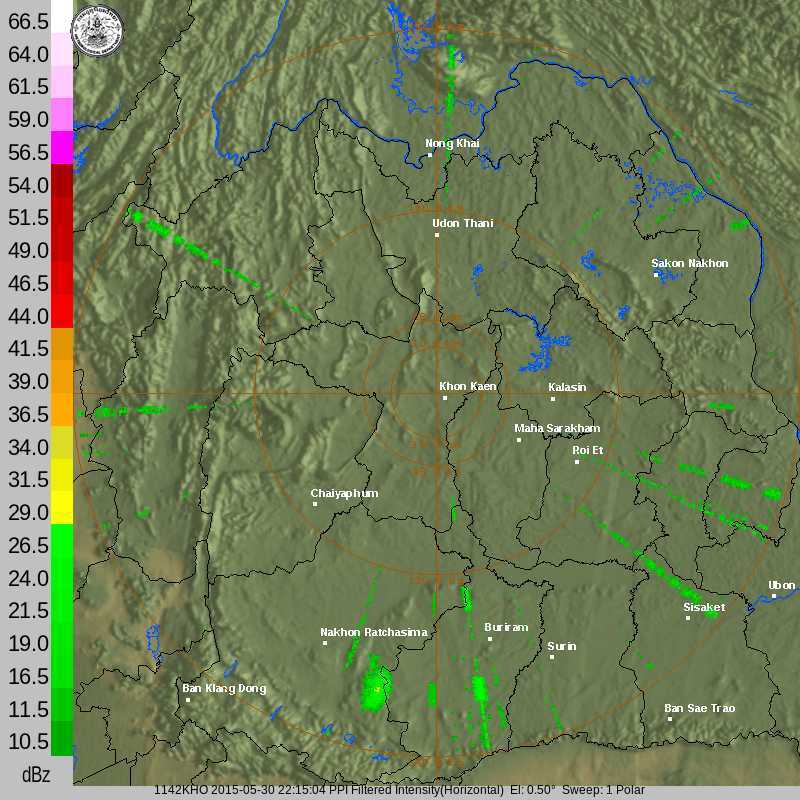 66.5
64.0
61.5
59.0
56.5
54.0
51.5
49.0
46.5
44.0
41.5
39.0
36.5
34.0
31.5
29.0
26.5
24.0
21.5
19.0
16.5
11.5
10.5
dBz
Nong Khai
Udon Thani
Sakon Nakhon
Khon Kaen
Kalasin
Maha Sarakham
Roi Et
Chaiyaphum
Ubon
Sisaket
Buriram
Nakhon Ratchasima
Surin
Ban Klang Dong
Ban Sae Trao
1142KHO 2015-05-30 22:15:04 PPI Filtered Intensity(Horizontal) El: 0.50° Sweep: 1 Polar